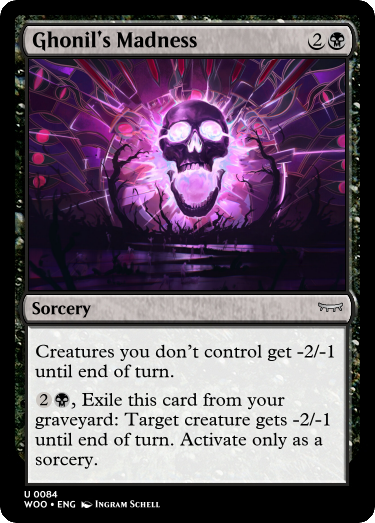 Ghonil's Madness 2
Sorcery
Creatures you don't control get -2/-1
until end of turn.
2, Exile this card from your
graveyard: Target creature gets -2/-1
until end of turn. Activate only as a
sorcery.
U 0084
WOO • ENG Ingram Schell